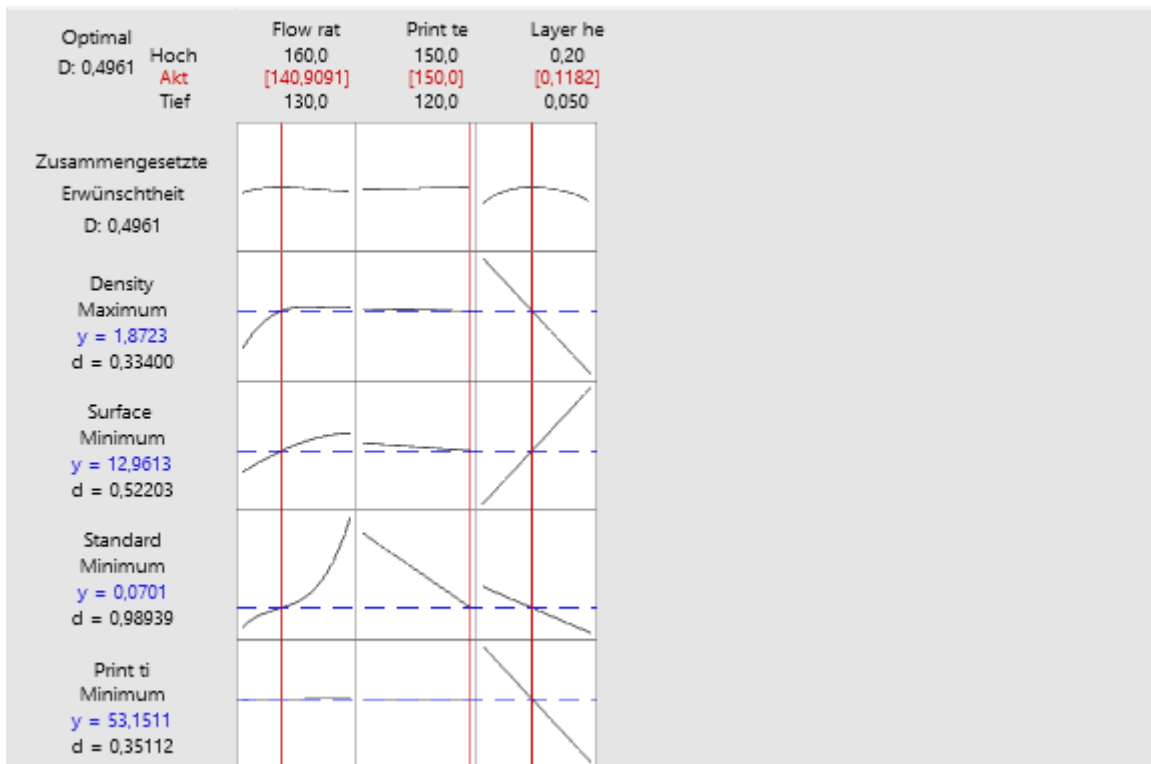 Optimal
D: 0,4961
Hoch
Akt
Tief
Flow rat
160,0
[140,9091]
130,0
Print te
150,0
[150,0]
120,0
Layer he
0,20
[0,1182]
0,050
Zusammengesetzte
Erwünschtheit
D: 0,4961
Density
Maximum
y = 1,8723
d = 0,33400
Surface
Minimum
y = 12,9613
d = 0,52203
Standard
Minimum
y = 0,0701
d = 0,98939
Print ti
Minimum
y = 53,1511
d = 0,35112